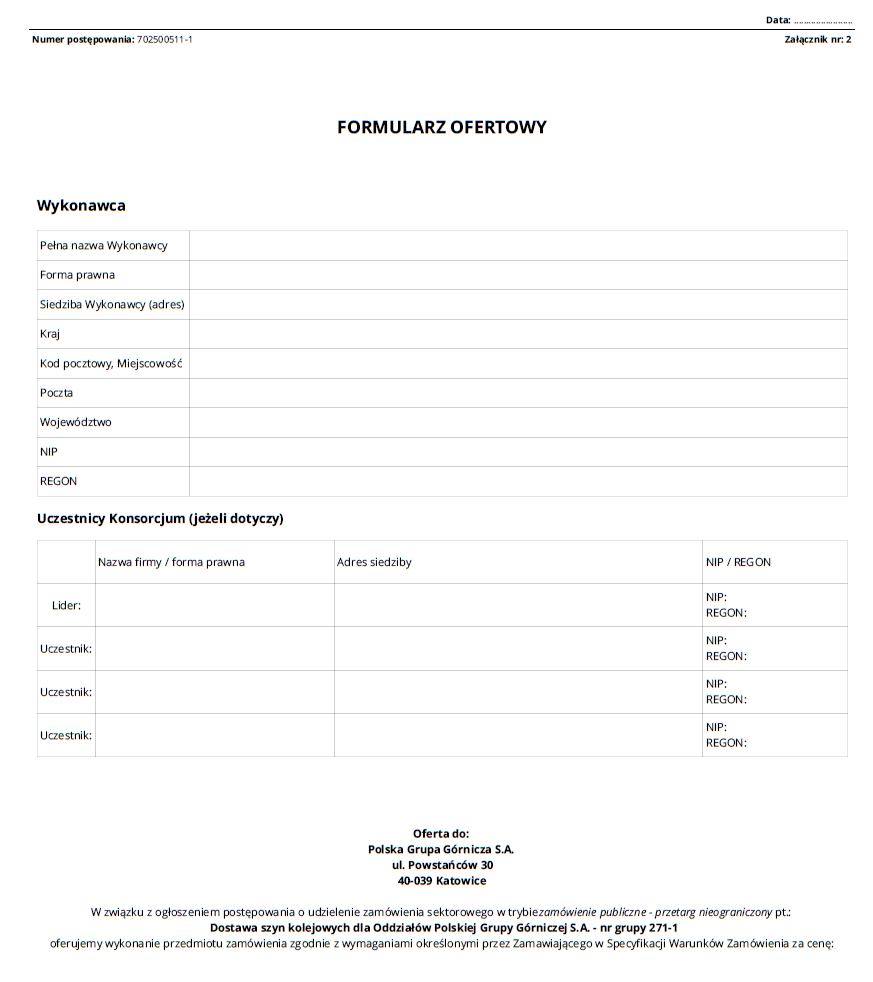 Data: ........................
Numer postępowania: 702500511-1 Załącznik nr: 2
FORMULARZ OFERTOWY
Wykonawca
Pełna nazwa Wykonawcy
Forma prawna
Siedziba Wykonawcy (adres)
Kraj
Kod pocztowy, Miejscowość
Poczta
Województwo
NIP
REGON
Uczestnicy Konsorcjum (jeżeli dotyczy)
Nazwa firmy / forma prawna Adres siedziby NIP / REGON
Lider: NIP:
REGON:
Uczestnik: NIP:
REGON:
Uczestnik: NIP:
REGON:
Uczestnik: NIP:
REGON:
Oferta do:
Polska Grupa Górnicza S.A.
ul. Powstańców 30
40-039 Katowice
W związku z ogłoszeniem postępowania o udzielenie zamówienia sektorowego w trybiezamówienie publiczne - przetarg nieograniczony pt.:
Dostawa szyn kolejowych dla Oddziałów Polskiej Grupy Górniczej S.A. - nr grupy 271-1
oferujemy wykonanie przedmiotu zamówienia zgodnie z wymaganiami określonymi przez Zamawiającego w Specyfikacji Warunków Zamówienia za cenę: